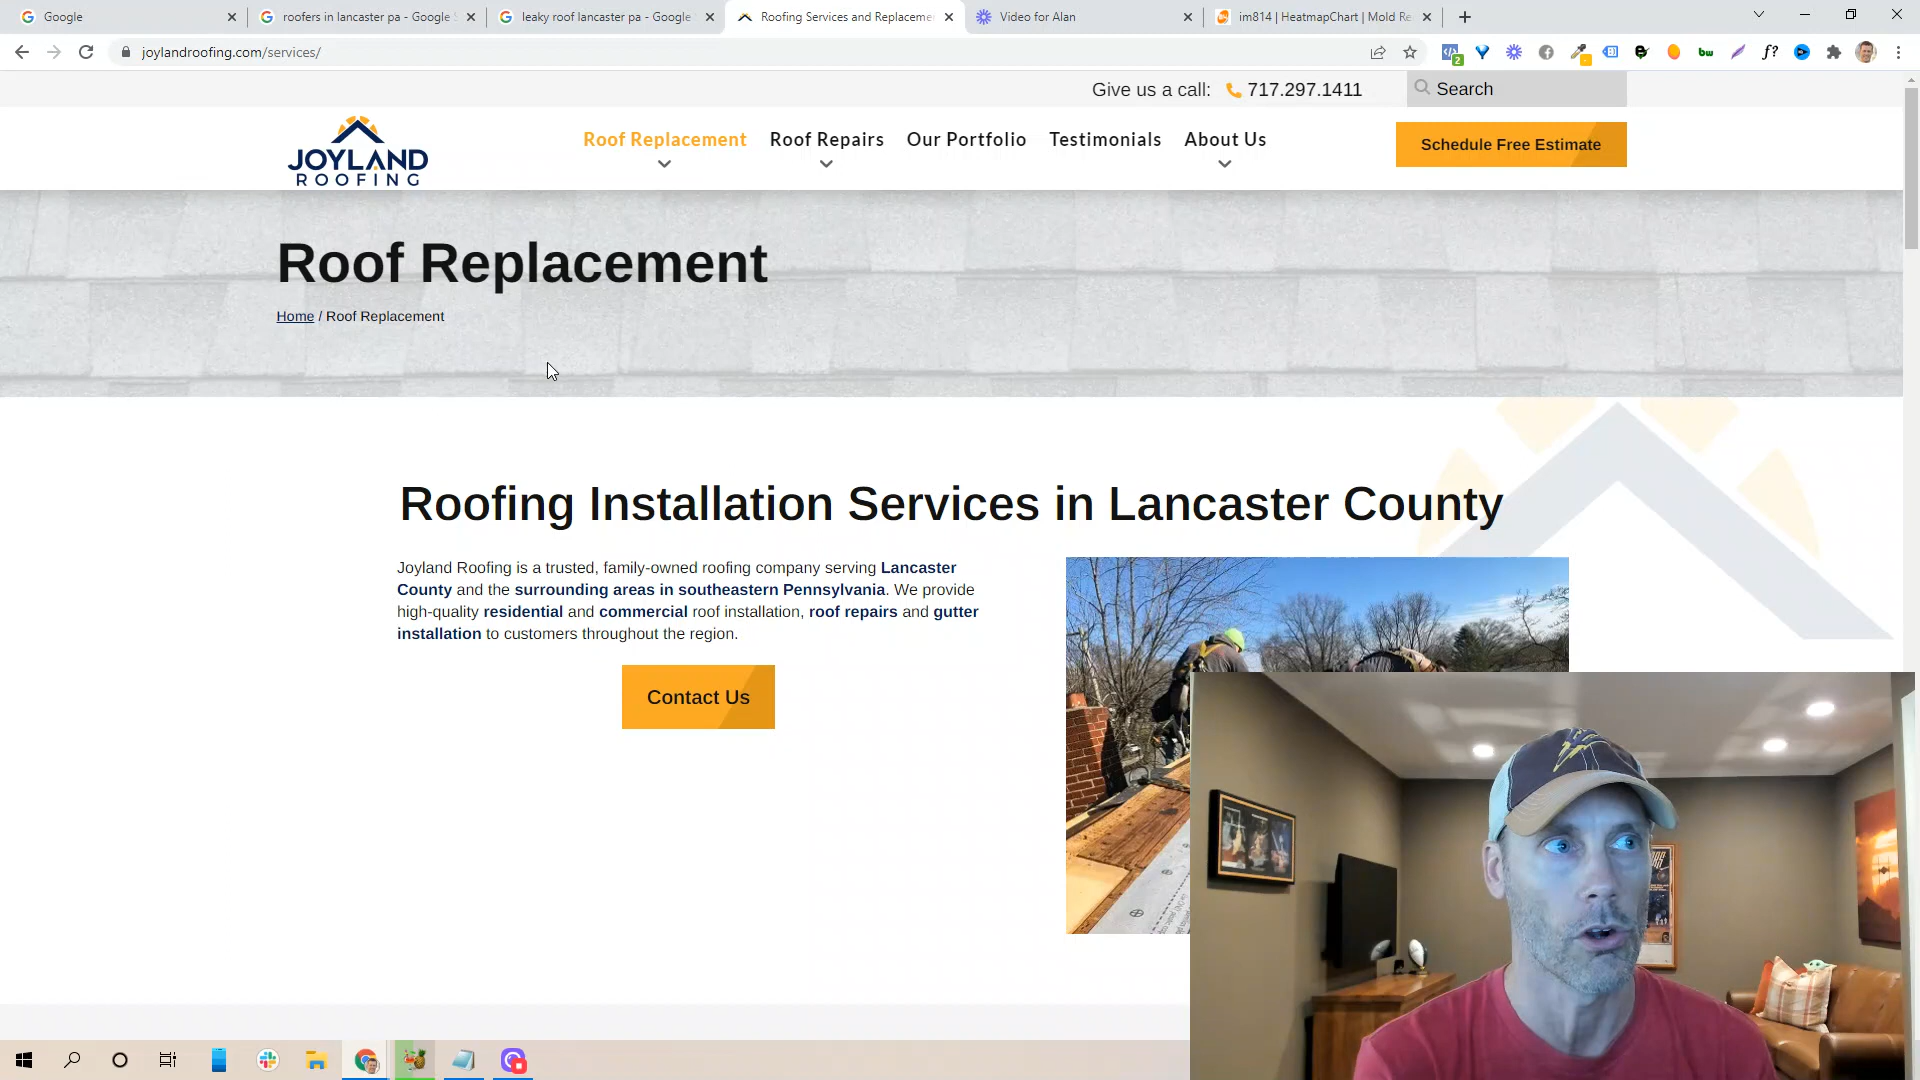 Google
roofers in lancaster pa - Google S
leaky roof lancaster pa - Google
Roofing Services and Replaceme
Video for Alan
im814 | HeatmapChart | Mold Re
joylandroofing.com/services/
2
bw
f?
Give us a call: 717.297.1411
Search
JOYLAND
ROOFING
Roof Replacement
Roof Repairs
Our Portfolio
Testimonials
About Us
Schedule Free Estimate
Roof Replacement
Home / Roof Replacement
Roofing Installation Services in Lancaster County
Joyland Roofing is a trusted, family-owned roofing company serving Lancaster
County and the surrounding areas in southeastern Pennsylvania. We provide
high-quality residential and commercial roof installation, roof repairs and gutter
installation to customers throughout the region.
Contact Us